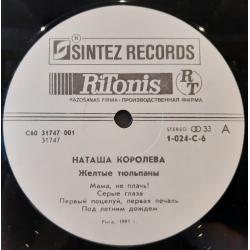 SINTEZ RECORDS
RiTonis
RT
RAŽOŠANAS FIRMA · ПРОИЗВОДСТВЕННАЯ ФИРМА
C60 31747 001
31747
STEREO 33 A
1-024-C-6
НАТАША КОРОЛЕВА
Желтые тюльпаны
Мама, не плачь!
Серые глаза
Первый поцелуй, первая печаль
Под летним дождем
Рига, 1991 г.